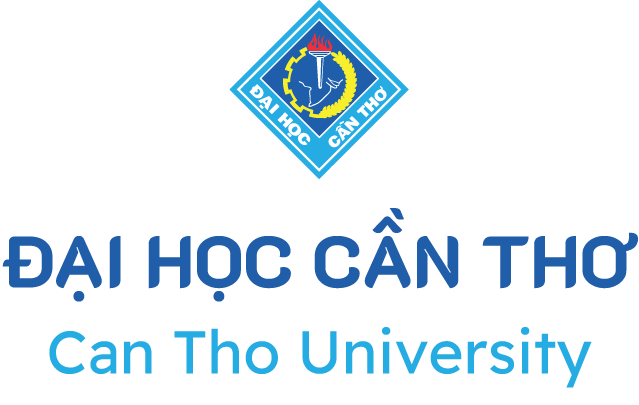 ĐẠI HỌC CẦN THƠ
ĐẠI HỌC CẦN THƠ
Can Tho University